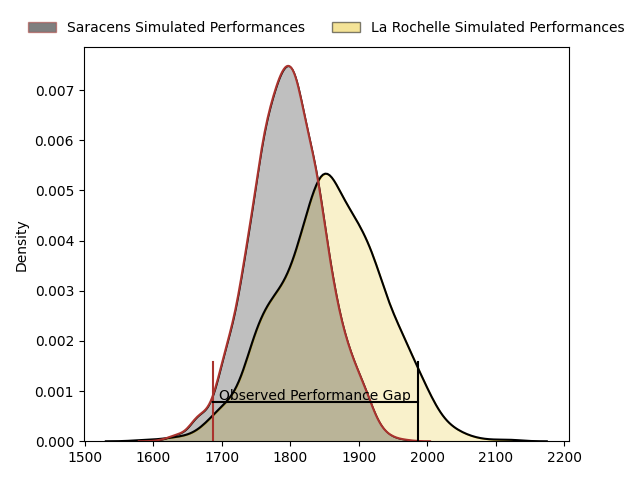 Saracens Simulated Performances La Rochelle Simulated Performances
0.007
0.006
0.005
0.004
0.003
0.002
0.001
0.000
Density
Observed Performance Gap
1500 1600 1700 1800 1900 2000 2100 2200